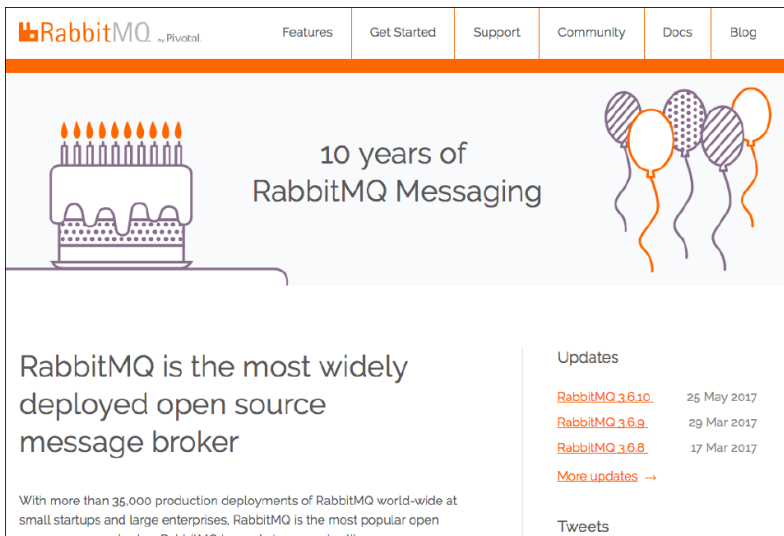 RabbitMQ by Pivotal.
Features Get Started Support Community Docs Blog
10 years of
RabbitMQ Messaging
RabbitMQ is the most widely
deployed open source
message broker
With more than 35,000 production deployments of RabbitMQ world-wide at
small startups and large enterprises, RabbitMQ is the most popular open
Updates
RabbitMQ 3.6.10 25 May 2017
RabbitMQ 3.6.9 29 Mar 2017
RabbitMQ 3.6.8 17 Mar 2017
More updates →
Tweets